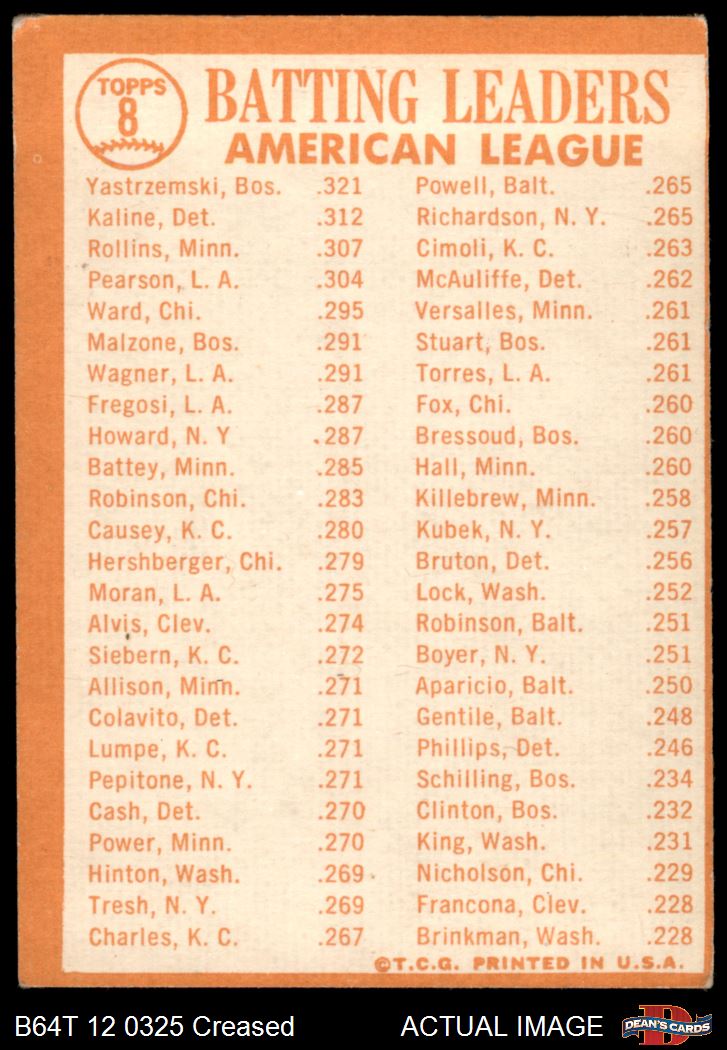 TOPPS
8
BATTING LEADERS
AMERICAN LEAGUE
Yastrzemski, Bos. .321
Kaline, Det. .312
Rollins, Minn. .307
Pearson, L. A. .304
Ward, Chi. .295
Malzone, Bos. .291
Wagner, L. A. .291
Fregosi, L. A. .287
Howard, N. Y .287
Battey, Minn. .285
Robinson, Chi. .283
Causey, K. C. .280
Hershberger, Chi. .279
Moran, L. A. .275
Alvis, Clev. .274
Siebern, K. C. .272
Allison, Minn. .271
Colavito, Det. .271
Lumpe, K. C. .271
Pepitone, N. Y. .271
Cash, Det. .270
Power, Minn. .270
Hinton, Wash. .269
Tresh, N. Y. .269
Charles, K. C. .267
Powell, Balt. .265
Richardson, N. Y. .265
Cimoli, K. C. .263
McAuliffe, Det. .262
Versalles, Minn. .261
Stuart, Bos. .261
Torres, L. A. .261
Fox, Chi. .260
Bressoud, Bos. .260
Hall, Minn. .260
Killebrew, Minn. .258
Kubek, N. Y. .257
Bruton, Det. .256
Lock, Wash. .252
Robinson, Balt. .251
Boyer, N. Y. .251
Aparicio, Balt. .250
Gentile, Balt. .248
Phillips, Det. .246
Schilling, Bos. .234
Clinton, Bos. .232
King, Wash. .231
Nicholson, Chi. .229
Francona, Clev. .228
Brinkman, Wash. .228
©T.C.G. PRINTED IN U.S.A.
B64T 12 0325 Creased ACTUAL IMAGE
D
DEAN'S CARDS